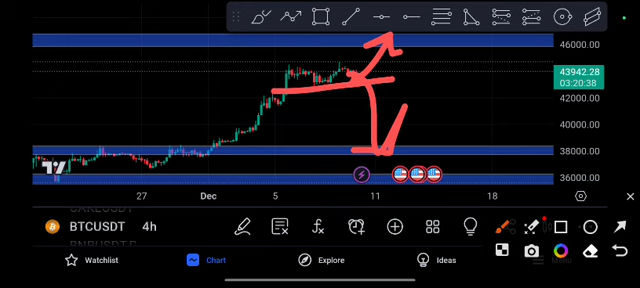 46000.00
43942.28
03:20:38
42000.00
40000.00
38000.00
36000.00
27 Dec 5 11 18
BTCUSDT 4h
Watchlist Chart Explore Ideas